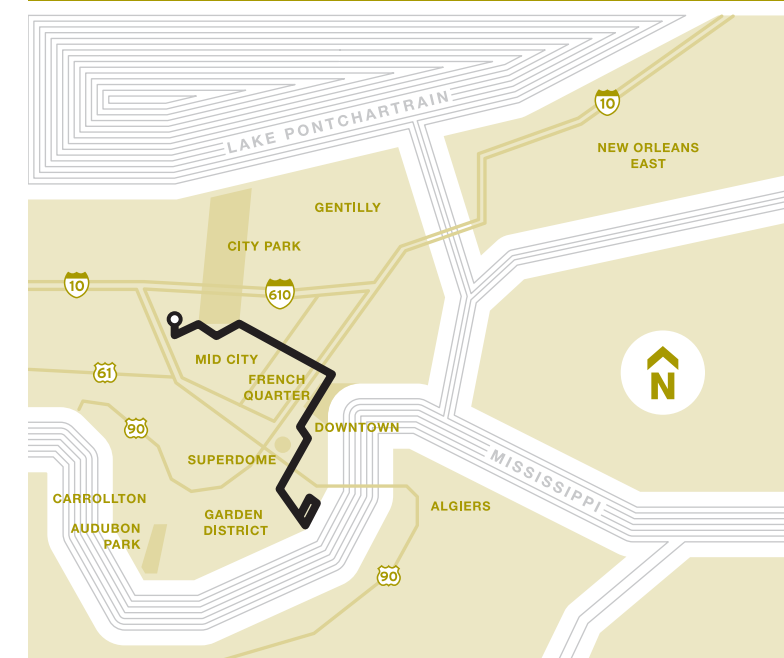 LAKE PONTCHARTRAIN
10
NEW ORLEANS
EAST
GENTILLY
CITY PARK
10
610
MID CITY
61
FRENCH
QUARTER
N
90
DOWNTOWN
SUPERDOME
MISSISSIPPI
CARROLLTON
ALGIERS
GARDEN
DISTRICT
AUDUBON
PARK
90